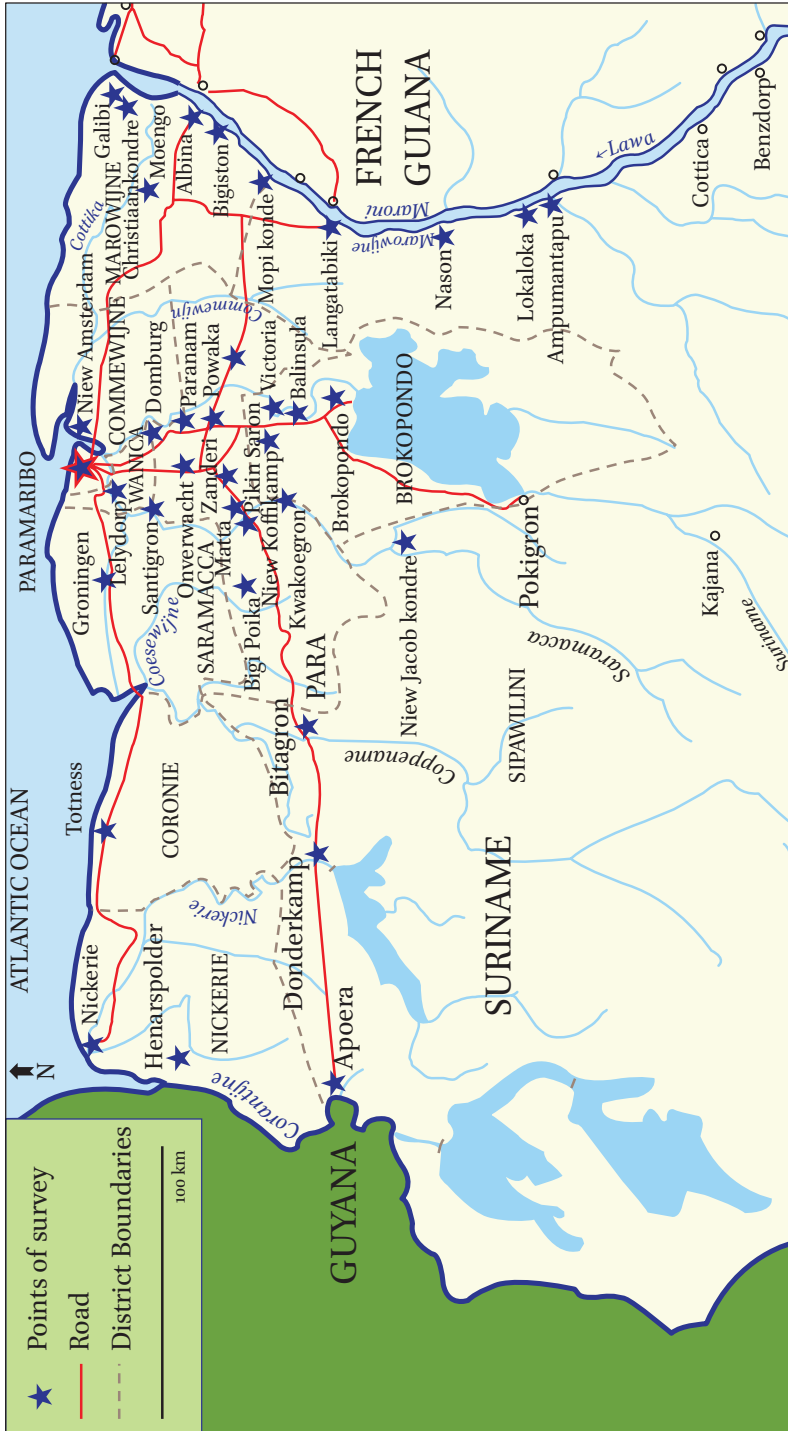 ATLANTIC OCEAN
PARAMARIBO
N
Points of survey
Road
District Boundaries
100 km
Nickerie
Henarspolder
NICKERIE
Corantijne
Nickerie
Totness
CORONIE
Donderkamp
Apoera
GUYANA
SURINAME
Groningen
Lelydorp
WANICA
Santigron
Coesewijne
Onverwacht
SARAMACCA
Zanderi
Matta
Bigi Poika
Pikin Saron
Niew Koffikamp
Kwakoegron
Bitagron
PARA
Niew Jacob kondre
Coppename
SIPAWILINI
Saramacca
Pokigron
Kajana
Suriname
Niew Amsterdam
COMMEWIJNE
Domburg
Paranam
Powaka
Commewijn
Victoria
Balinsula
Brokopondo
BROKOPONDO
Cottika
MAROWIJNE
Galibi
Christiaankondre
Moengo
Albina
Bigiston
Mopi konde
Langatabiki
Marowijne
Maroni
Nason
Lokaloka
Ampumantapu
FRENCH
GUIANA
Lawa
Cottica
Benzdorp